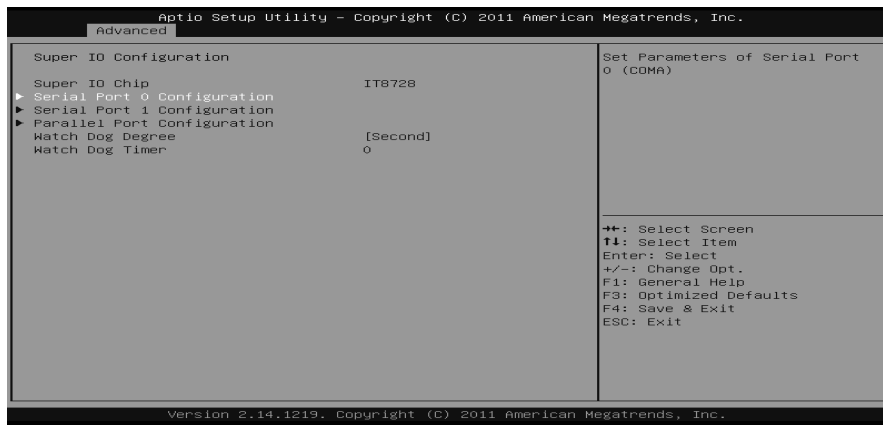 Aptio Setup Utility – Copyright (C) 2011 American Megatrends, Inc.
Advanced
Super IO Configuration
Super IO Chip IT8728
► Serial Port 0 Configuration
► Serial Port 1 Configuration
► Parallel Port Configuration
Watch Dog Degree [Second]
Watch Dog Timer 0
Set Parameters of Serial Port
0 (COMA)
→←: Select Screen
↑↓: Select Item
Enter: Select
+/-: Change Opt.
F1: General Help
F3: Optimized Defaults
F4: Save & Exit
ESC: Exit
Version 2.14.1219. Copyright (C) 2011 American Megatrends, Inc.